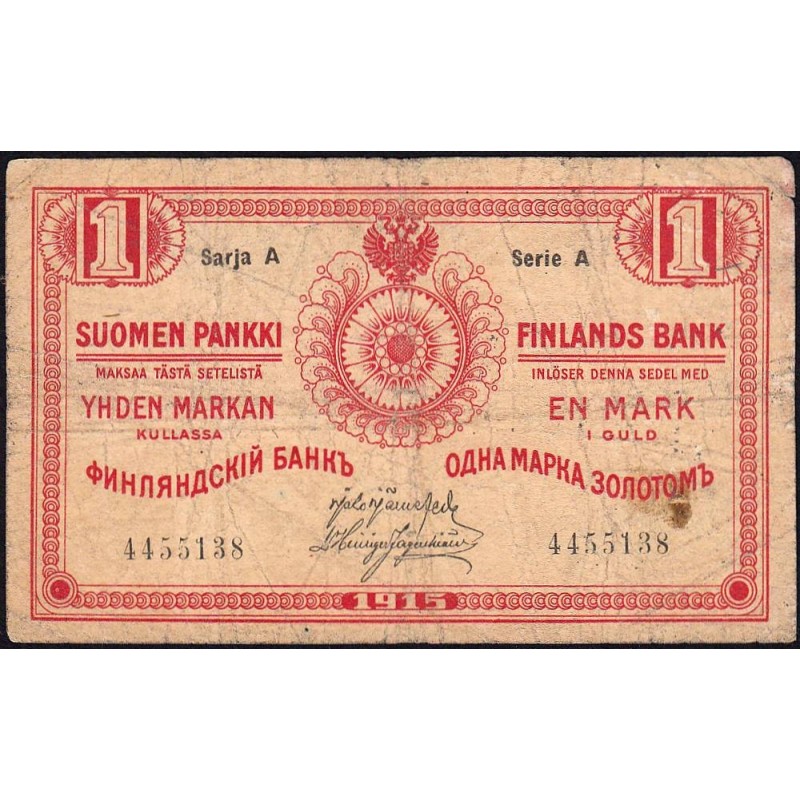 1 1
Sarja A Serie A
SUOMEN PANKKI FINLANDS BANK
MAKSAA TÄSTÄ SETELISTÄ INLÖSER DENNA SEDEL MED
YHDEN MARKAN EN MARK
KULLASSA I GULD
ФИНЛЯНДСКІЙ БАНКЪ ОДНА МАРКА ЗОЛОТОМЪ
4455138 4455138
1915